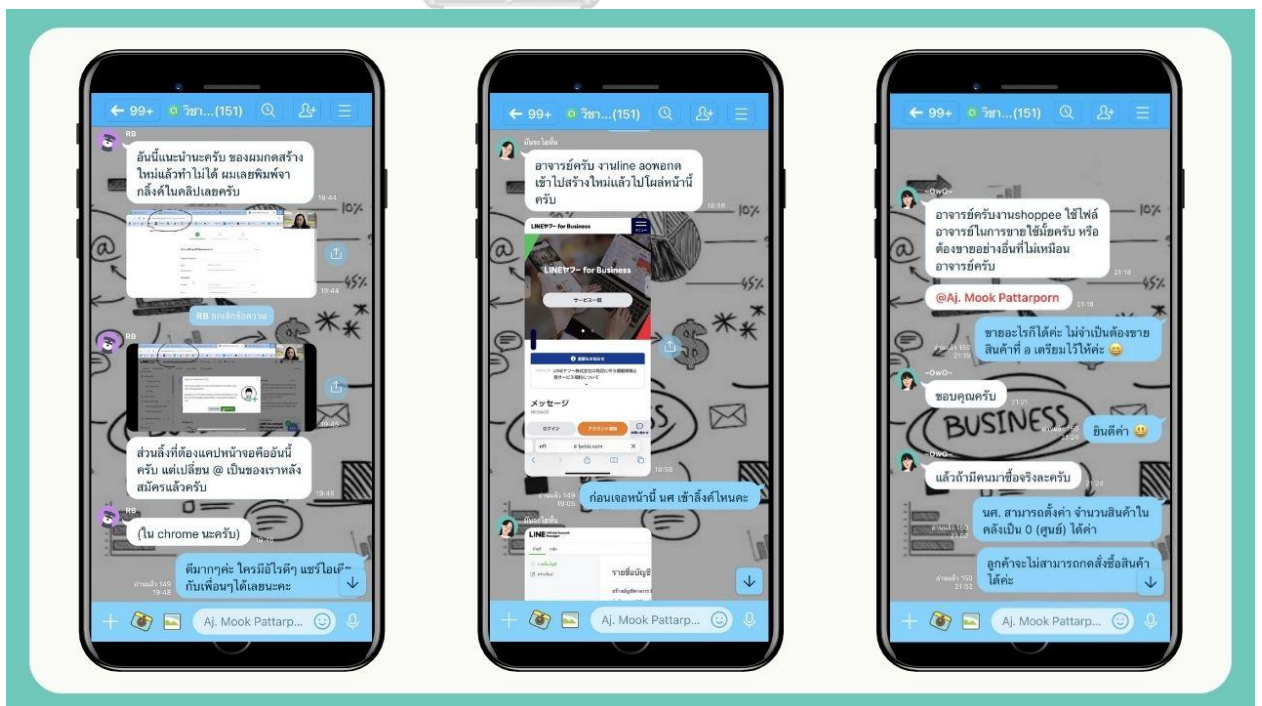 ← 99+ วิชา...(151)
RB
อันนี้แนะนำนะครับ ของผมกดสร้าง
ใหม่แล้วทำไม่ได้ ผมเลยพิมพ์จา
กลิ้งค์ในคลิปเลยครับ
19:44
19:44
RB ยกเลิกข้อความ
RB
19:45
ส่วนสิ่งที่ต้องแคปหน้าจอคืออันนี้
ครับ แต่เปลี่ยน @ เป็นของเราหลัง
สมัครแล้วครับ
19:46
RB
(ใน chrome นะครับ)
ดีมากๆค่ะ ใครมีอิไรดีๆ แชร์ไอเดีย
กับเพื่อนๆได้เลยนะคะ
อ่านแล้ว 149
19:48
Aj. Mook Pattarp...
← 99+ วิชา...(151)
อาจารย์ครับ งานline aoพอกด
เข้าไปสร้างใหม่แล้วไปโผล่หน้านี้
ครับ
18:58
10%
45%
LINEヤフー for Business
LINEヤフー for Business
サービス一覧
メッセージ
MESSAGE
ログイン
18:58
ก่อนเจอหน้านี้ นศ เข้าลิ้งค์ไหนคะ
อ่านแล้ว 149
19:05
LINE Official Account
Manager
รายชื่อบัญชี
Aj. Mook Pattarp...
← 99+ วิชา...(151)
~OwO~
อาจารย์ครับงานshoppee ใช้ไฟล์
อาจารย์ในการขายใช้มั้ยครับ หรือ
ต้องขายอย่างอื่นที่ไม่เหมือน
อาจารย์ครับ
21:18
10%
45%
@Aj. Mook Pattarporn
21:18
ขายอะไรก็ได้ค่ะ ไม่จำเป็นต้องขาย
สินค้าที่ อ เตรียมไว้ให้ค่ะ 😄
อ่านแล้ว 150
21:19
~OwO~
ขอบคุณครับ
21:21
BUSINESS
ยินดีค่า 😃
อ่านแล้ว 150
21:24
~OwO~
แล้วถ้ามีคนมาซื้อจริงละครับ
21:24
นศ. สามารถตั้งค่า จำนวนสินค้าใน
คลังเป็น 0 (ศูนย์) ได้ค่า
อ่านแล้ว 150
21:52
ลูกค้าจะไม่สามารถกดสั่งซื้อสินค้า
ได้ค่ะ
อ่านแล้ว 150
21:52
Aj. Mook Pattarp...